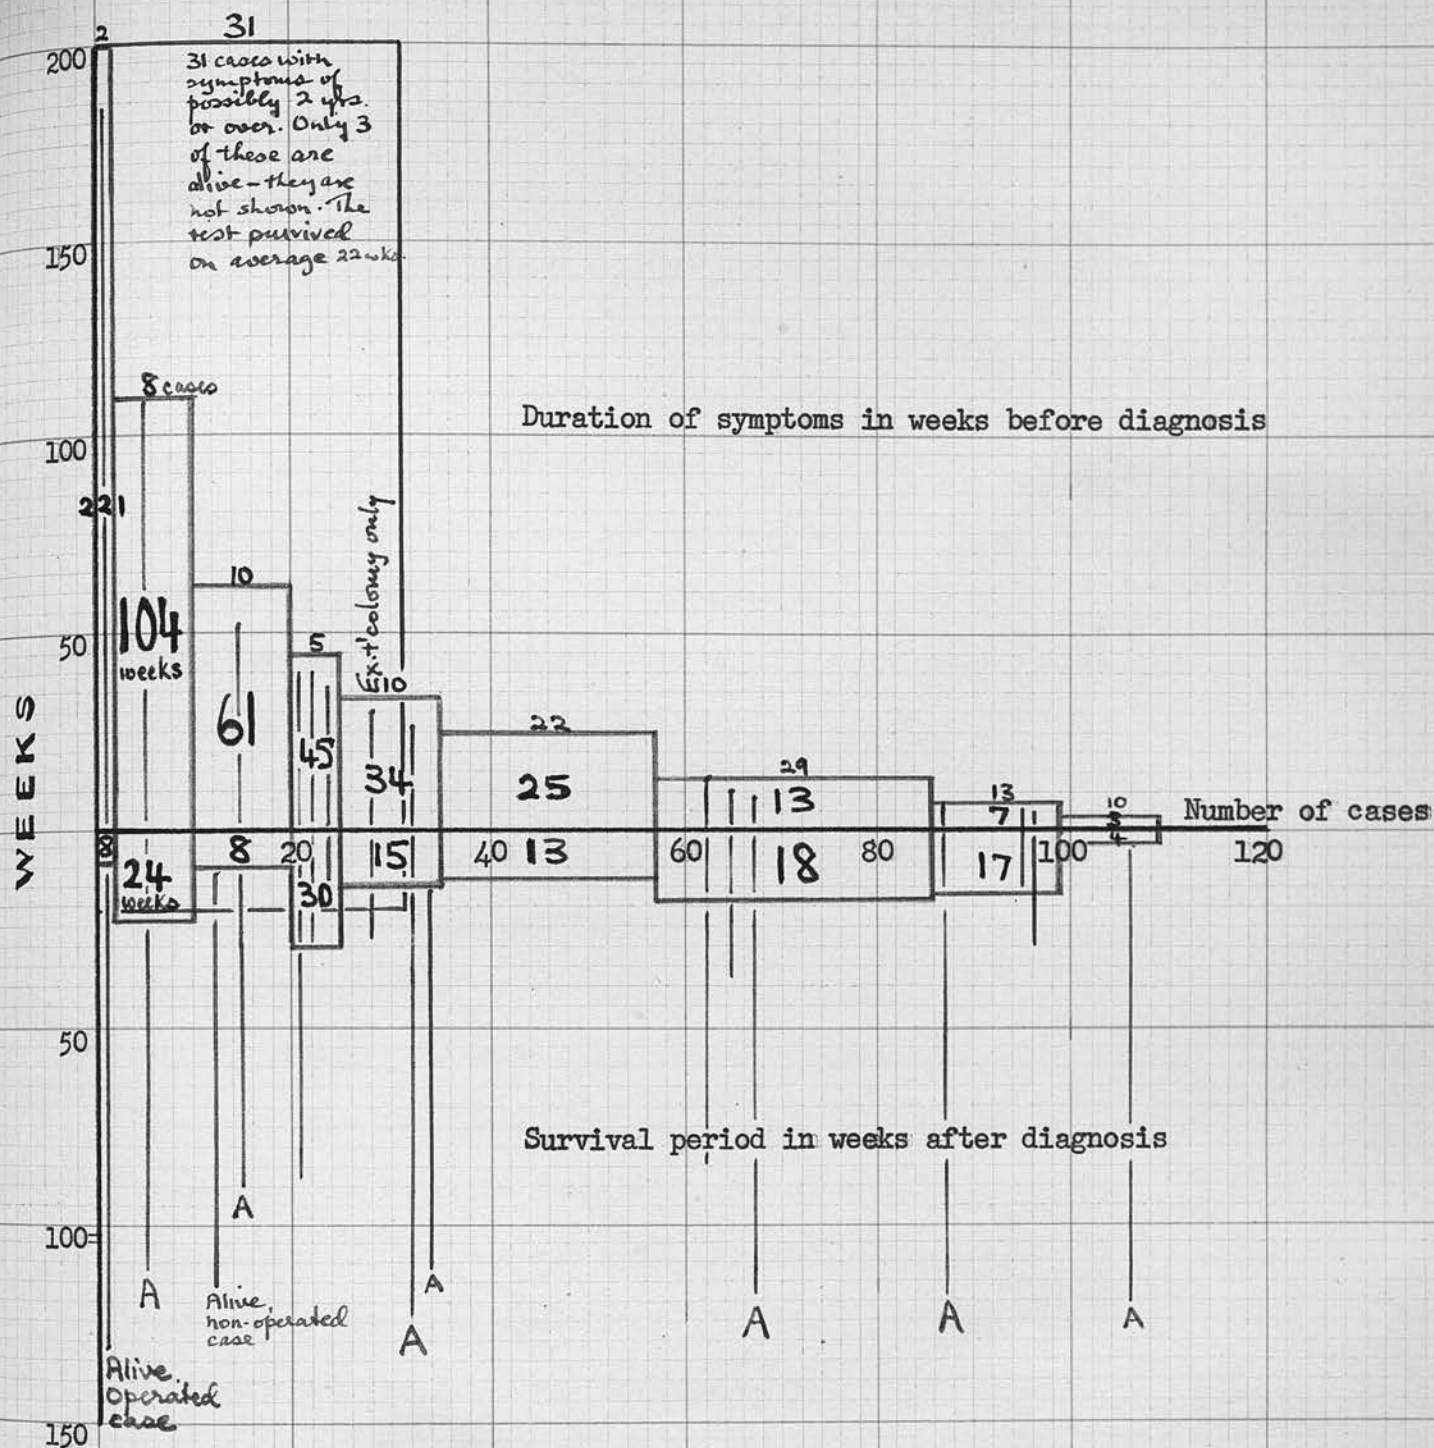 2
31
200
31 cases with
symptoms of
possibly 2 yrs.
or over. Only 3
of these are
alive - they are
not shown. The
rest survived
on average 22 wks.
150
8 cases
Duration of symptoms in weeks before diagnosis
100
221
Ext' colomy only
10
104
weeks
50
5
10
WEEKS
61
45
34
22
25
29
13
13
7
10
Number of cases
8
24
weeks
8
20
30
15
40
13
60
18
80
17
100
4
120
50
Survival period in weeks after diagnosis
A
100
A
A
A
A
A
A
Alive,
non-operated
case
Alive.
Operated
case
150